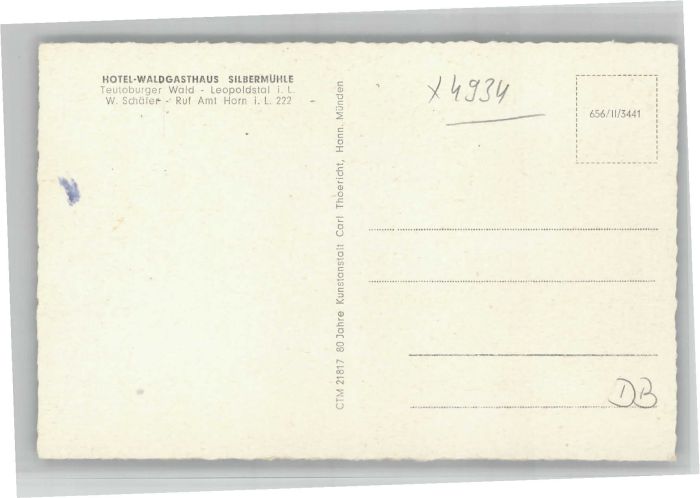 HOTEL-WALDGASTHAUS SILBERMÜHLE
Teutoburger Wald - Leopoldstal i. L.
W. Schäfer - Ruf Amt Horn i. L. 222
CTM 21817 80 Jahre Kunstanstalt Carl Thoericht, Hann. Münden
x 4934
656/II/3441
DB